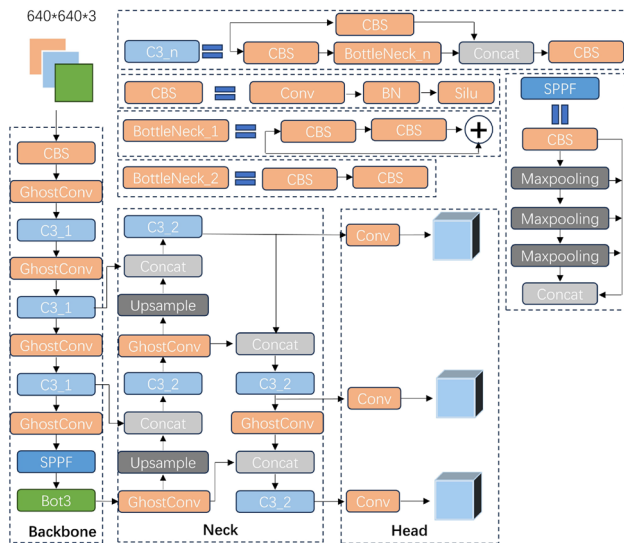 640*640*3
CBS
C3_n
CBS
BottleNeck_n
Concat
CBS
CBS
Conv
BN
Silu
BottleNeck_1
CBS
CBS
BottleNeck_2
CBS
CBS
SPPF
CBS
Maxpooling
Maxpooling
Maxpooling
Concat
CBS
GhostConv
C3_1
GhostConv
C3_1
GhostConv
C3_1
GhostConv
SPPF
Bot3
Backbone
C3_2
Concat
Upsample
GhostConv
C3_2
Concat
Upsample
GhostConv
Concat
C3_2
GhostConv
Concat
C3_2
Neck
Conv
Conv
Conv
Head